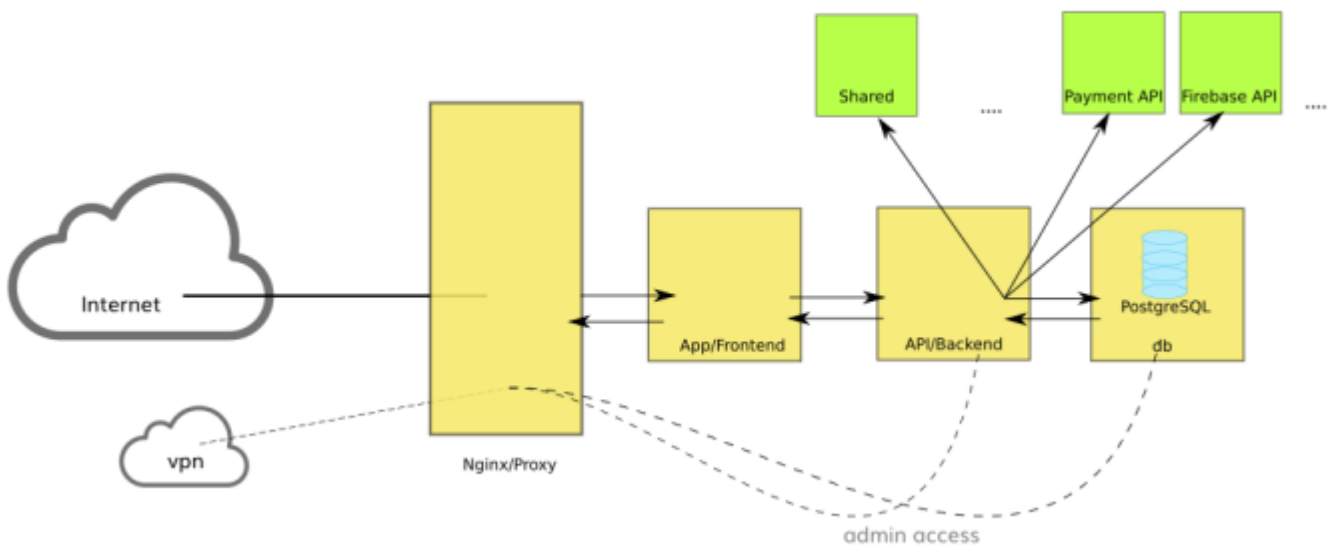 Shared
....
Payment API
Firebase API
....
Internet
PostgreSQL
App/Frontend
API/Backend
db
vpn
Nginx/Proxy
admin access